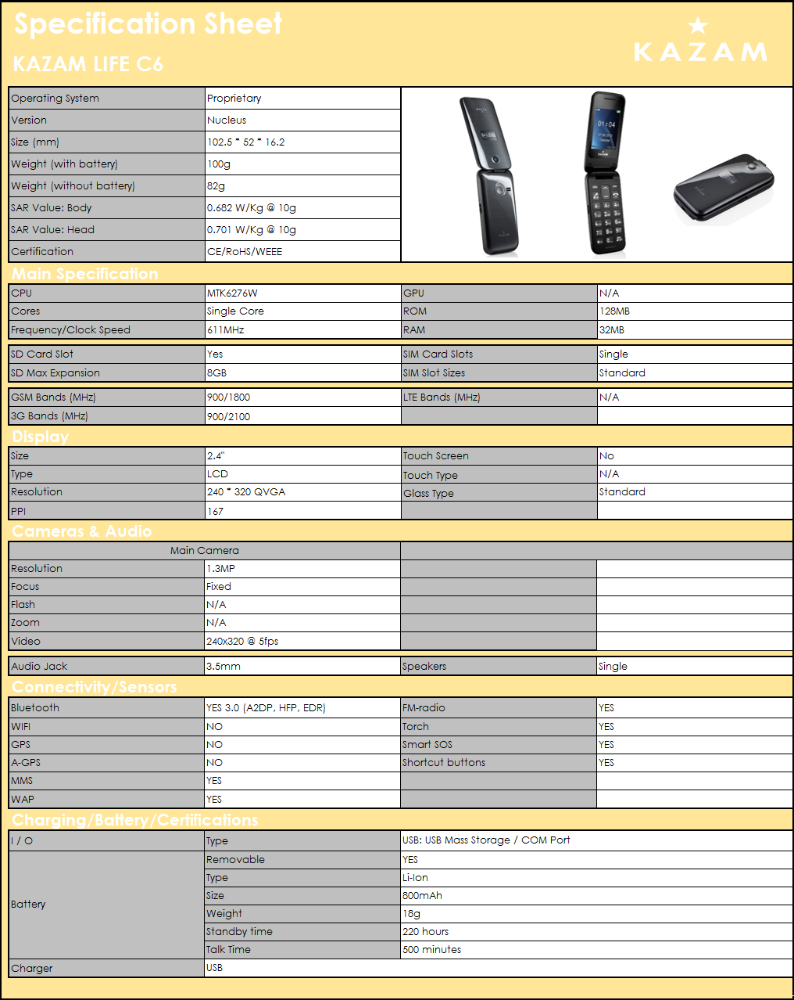 Specification Sheet
KAZAM LIFE C6
KAZAM
Operating System Proprietary
Version Nucleus
Size (mm) 102.5 * 52 * 16.2
Weight (with battery) 100g
Weight (without battery) 82g
SAR Value: Body 0.682 W/Kg @ 10g
SAR Value: Head 0.701 W/Kg @ 10g
Certification CE/RoHS/WEEE
01:04
KAZAM
Main Specification
CPU MTK6276W GPU N/A
Cores Single Core ROM 128MB
Frequency/Clock Speed 611MHz RAM 32MB
SD Card Slot Yes SIM Card Slots Single
SD Max Expansion 8GB SIM Slot Sizes Standard
GSM Bands (MHz) 900/1800 LTE Bands (MHz) N/A
3G Bands (MHz) 900/2100
Display
Size 2.4" Touch Screen No
Type LCD Touch Type N/A
Resolution 240 * 320 QVGA Glass Type Standard
PPI 167
Cameras & Audio
Main Camera
Resolution 1.3MP
Focus Fixed
Flash N/A
Zoom N/A
Video 240x320 @ 5fps
Audio Jack 3.5mm Speakers Single
Connectivity/Sensors
Bluetooth YES 3.0 (A2DP, HFP, EDR) FM-radio YES
WIFI NO Torch YES
GPS NO Smart SOS YES
A-GPS NO Shortcut buttons YES
MMS YES
WAP YES
Charging/Battery/Certifications
I / O Type USB: USB Mass Storage / COM Port
Battery Removable YES
Type Li-Ion
Size 800mAh
Weight 18g
Standby time 220 hours
Talk Time 500 minutes
Charger USB